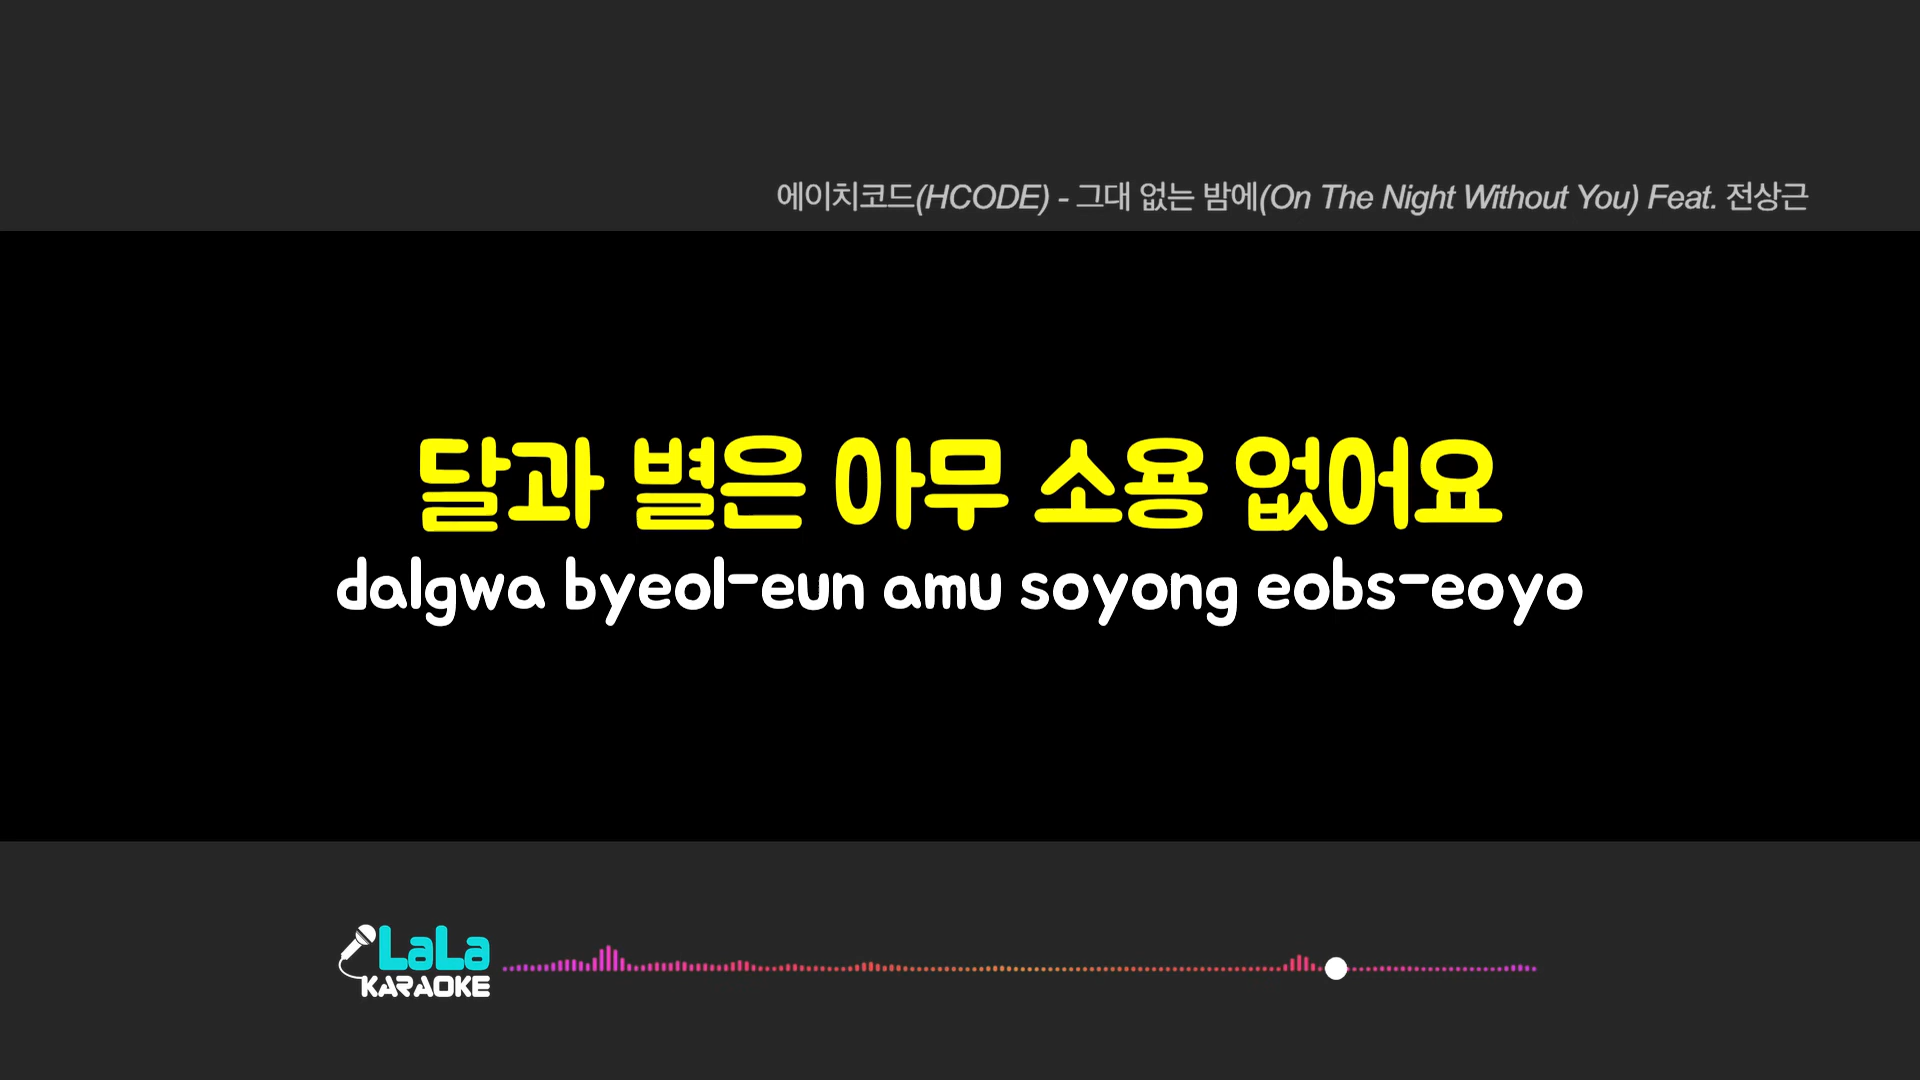 에이치코드(HCODE) - 그대 없는 밤에(On The Night Without You) Feat. 전상근
달과 별은 아무 소용 없어요
dalgwa byeol-eun amu soyong eobs-eoyo
LaLa
KARAOKE